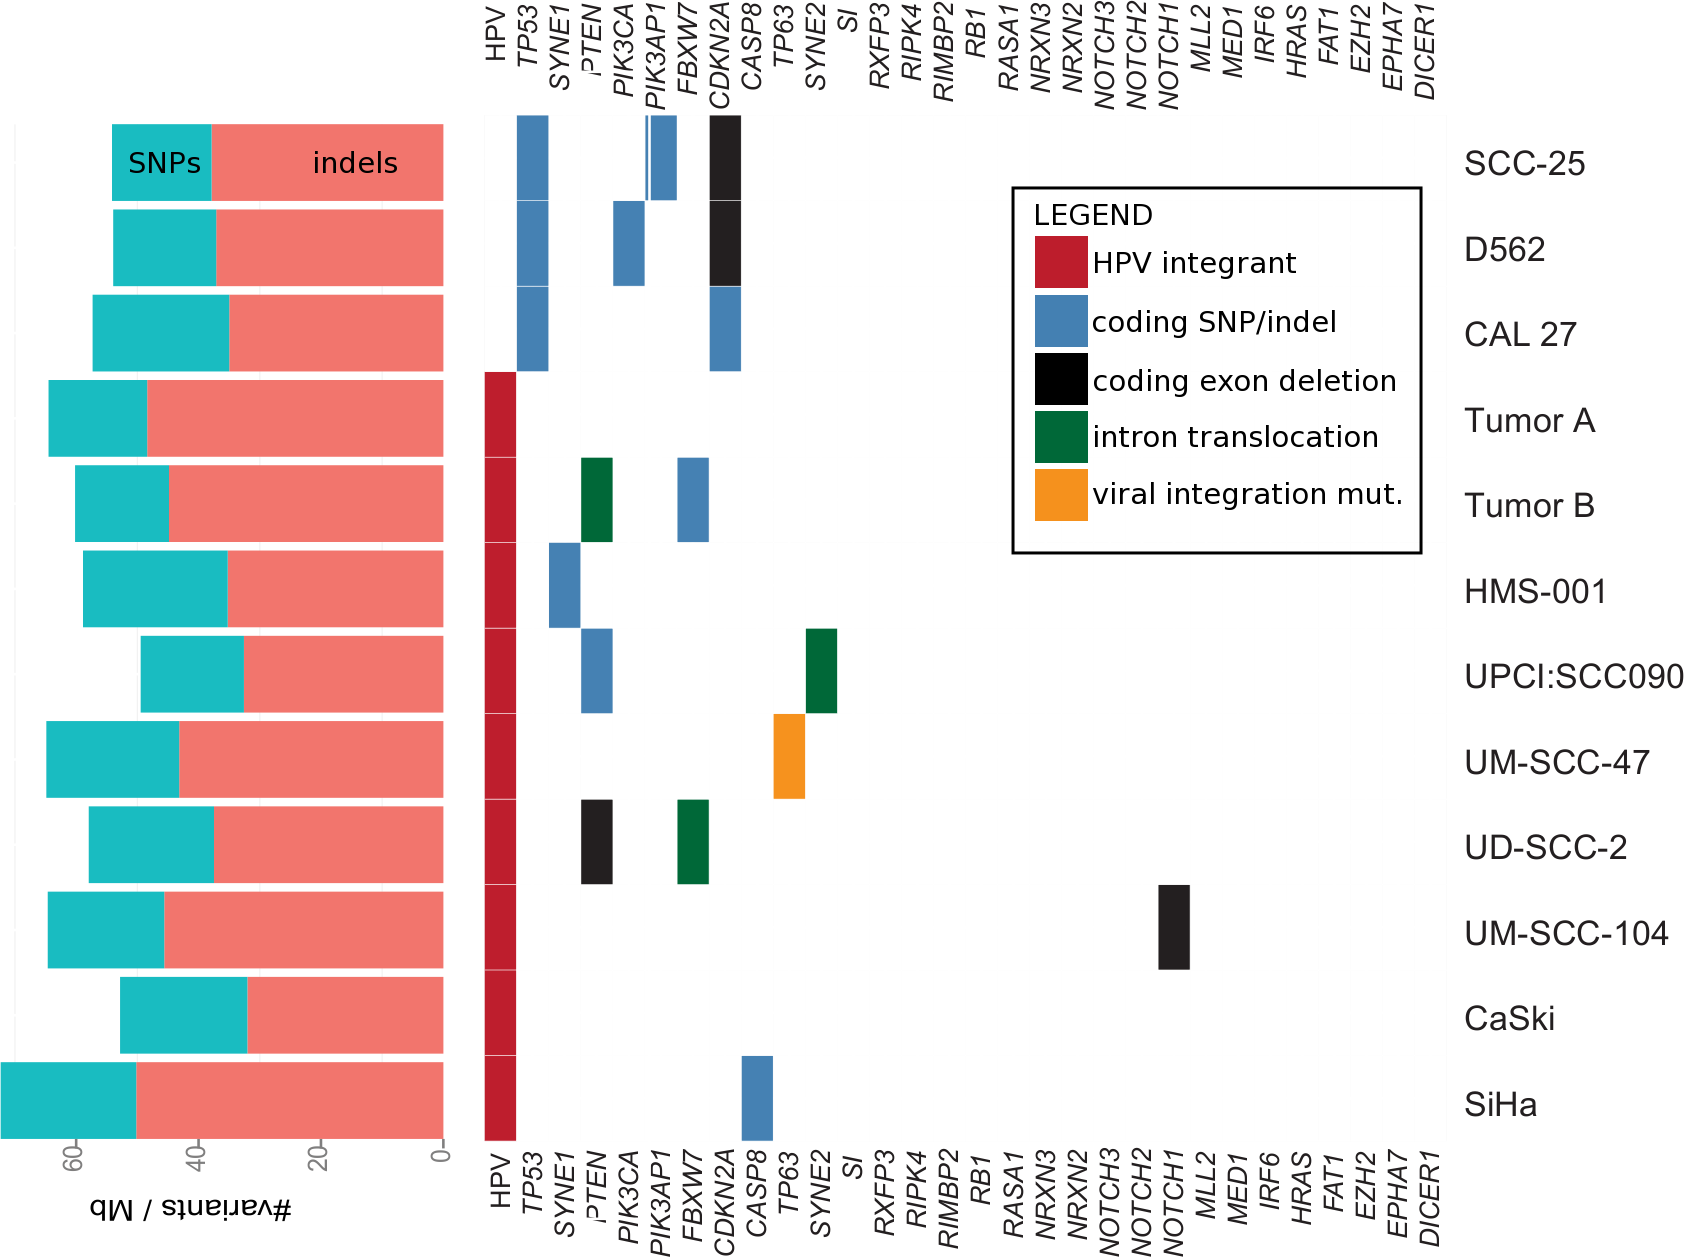 HPV
TP53
SYNE1
PTEN
PIK3CA
PIK3AP1
FBXW7
CDKN2A
CASP8
TP63
SYNE2
SI
RXFP3
RIPK4
RIMBP2
RB1
RASA1
NRXN3
NRXN2
NOTCH3
NOTCH2
NOTCH1
MLL2
MED1
IRF6
HRAS
FAT1
EZH2
EPHA7
DICER1
SNPs
indels
SCC-25
D562
CAL 27
Tumor A
Tumor B
HMS-001
UPCI:SCC090
UM-SCC-47
UD-SCC-2
UM-SCC-104
CaSki
SiHa
LEGEND
HPV integrant
coding SNP/indel
coding exon deletion
intron translocation
viral integration mut.
60
40
20
0
#variants / Mb
HPV
TP53
SYNE1
PTEN
PIK3CA
PIK3AP1
FBXW7
CDKN2A
CASP8
TP63
SYNE2
SI
RXFP3
RIPK4
RIMBP2
RB1
RASA1
NRXN3
NRXN2
NOTCH3
NOTCH2
NOTCH1
MLL2
MED1
IRF6
HRAS
FAT1
EZH2
EPHA7
DICER1